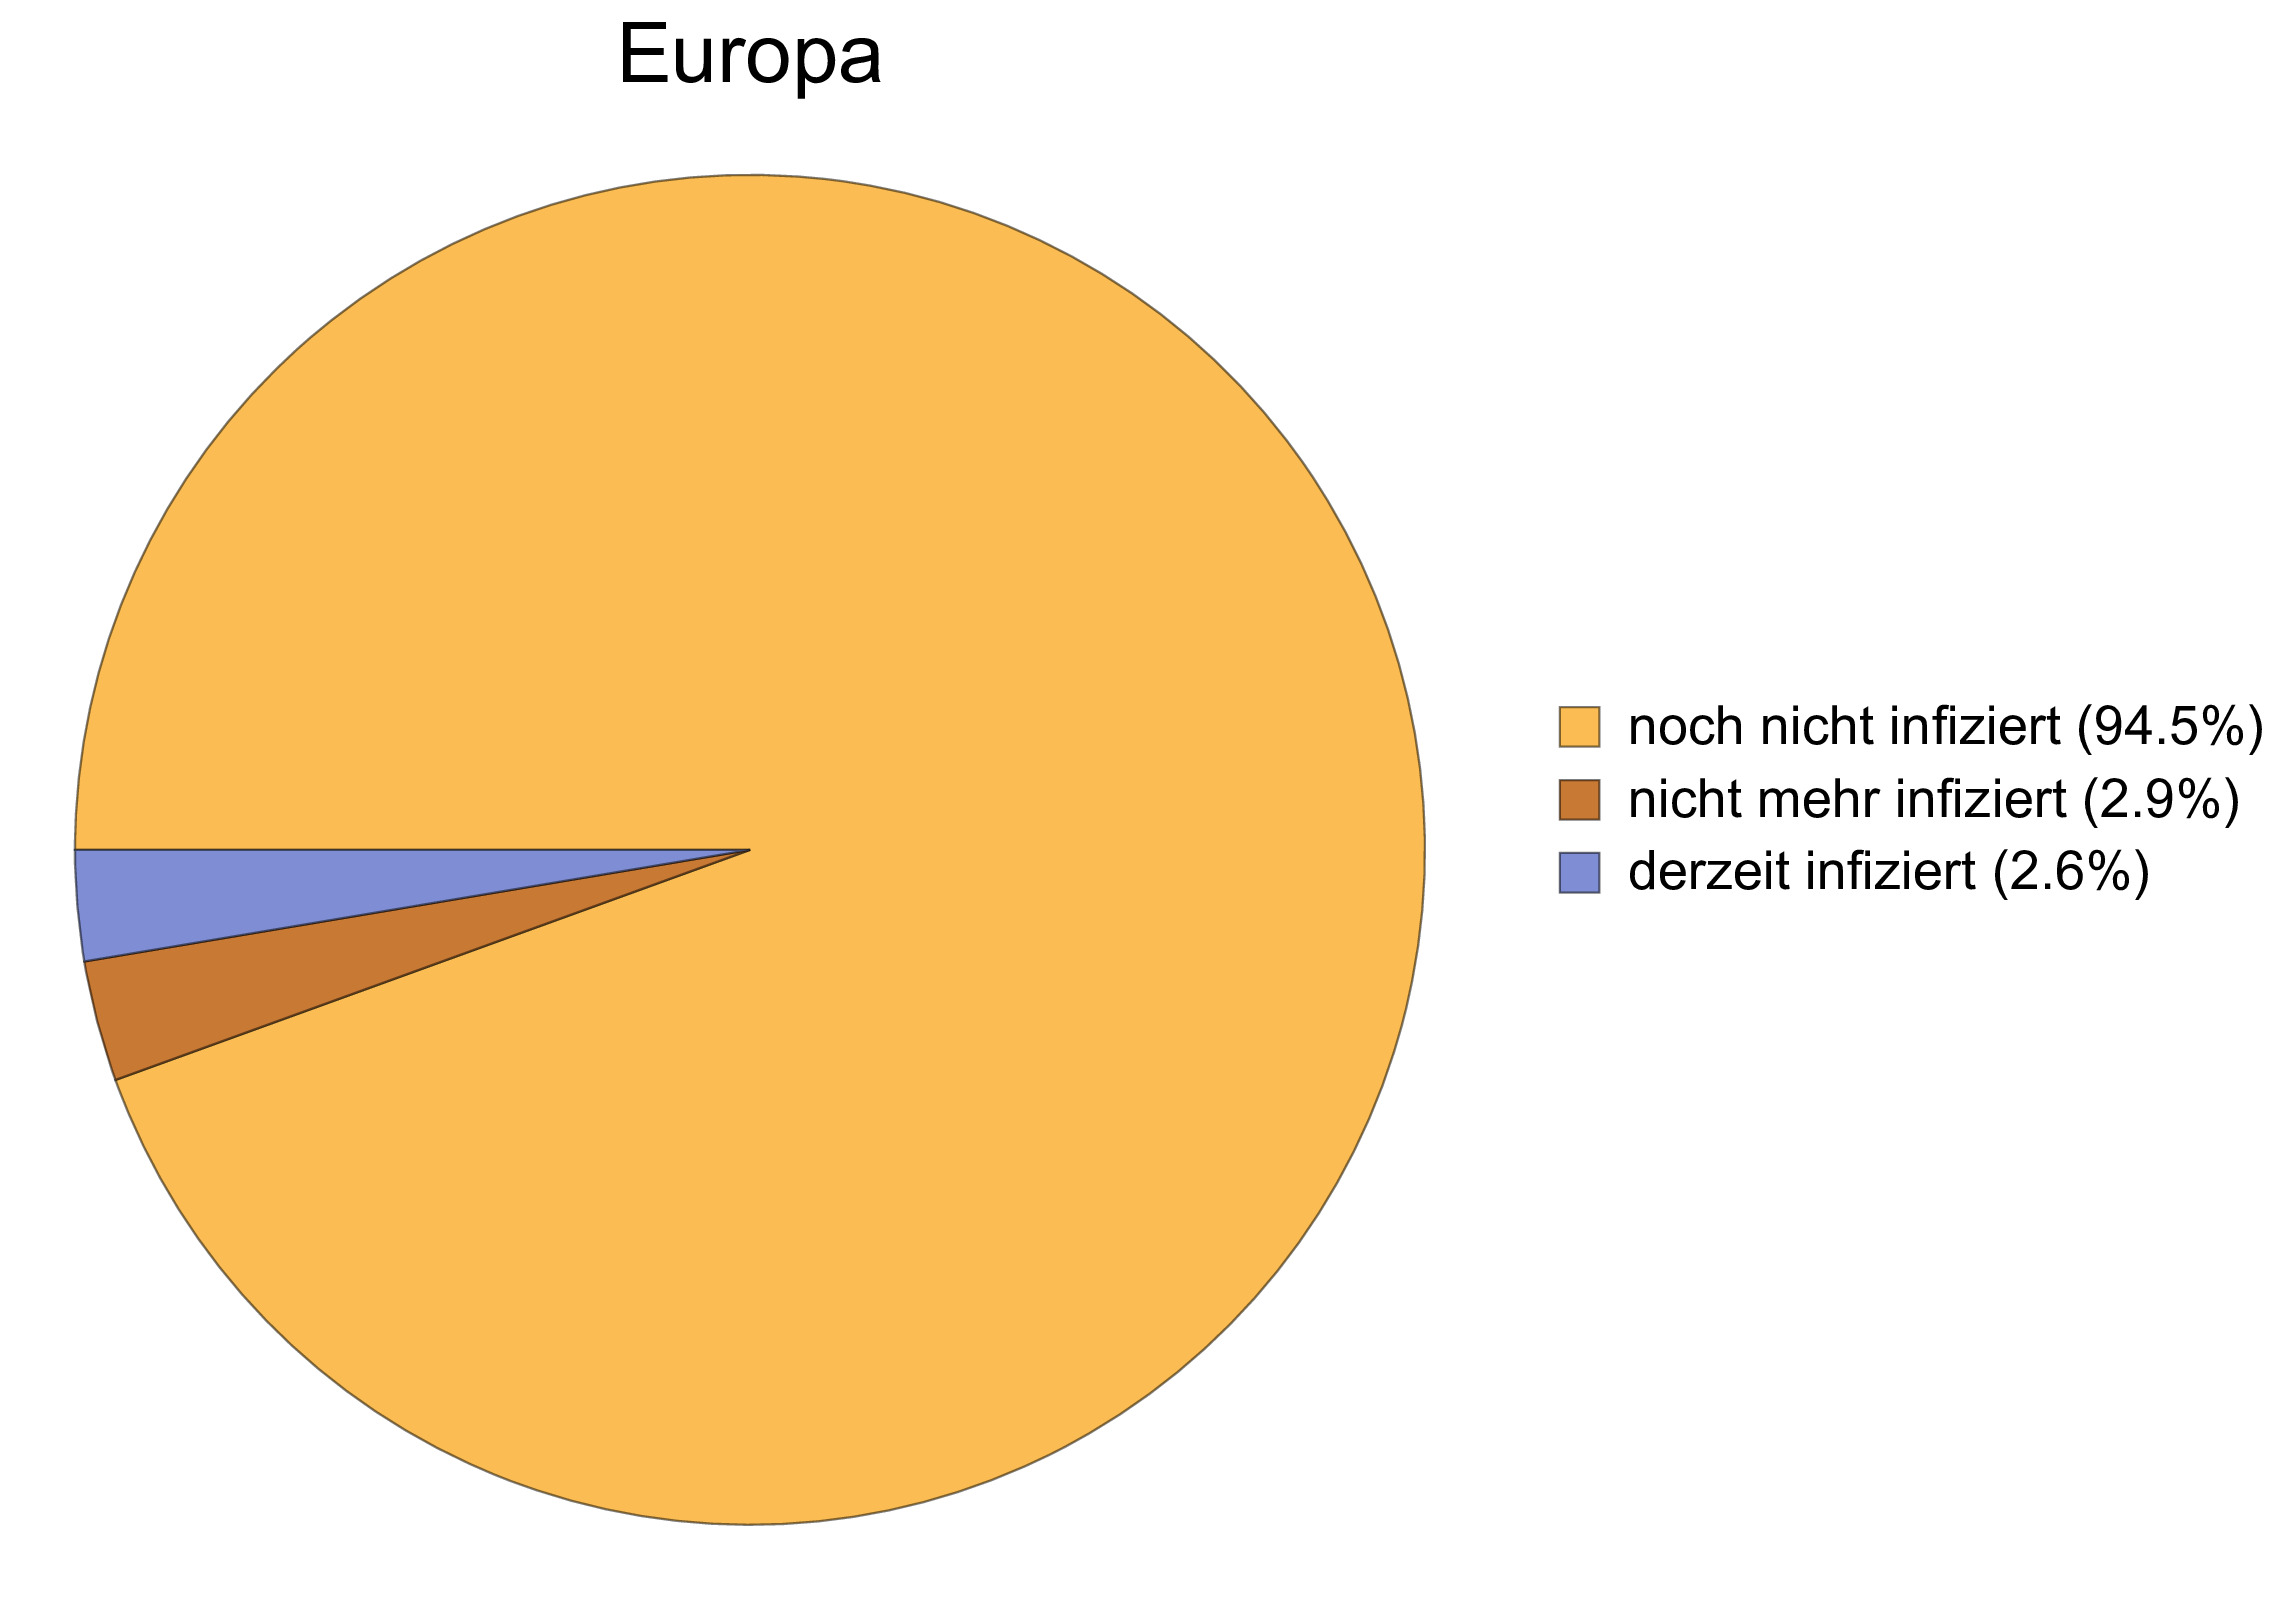 Europa
noch nicht infiziert (94.5%)
nicht mehr infiziert (2.9%)
derzeit infiziert (2.6%)